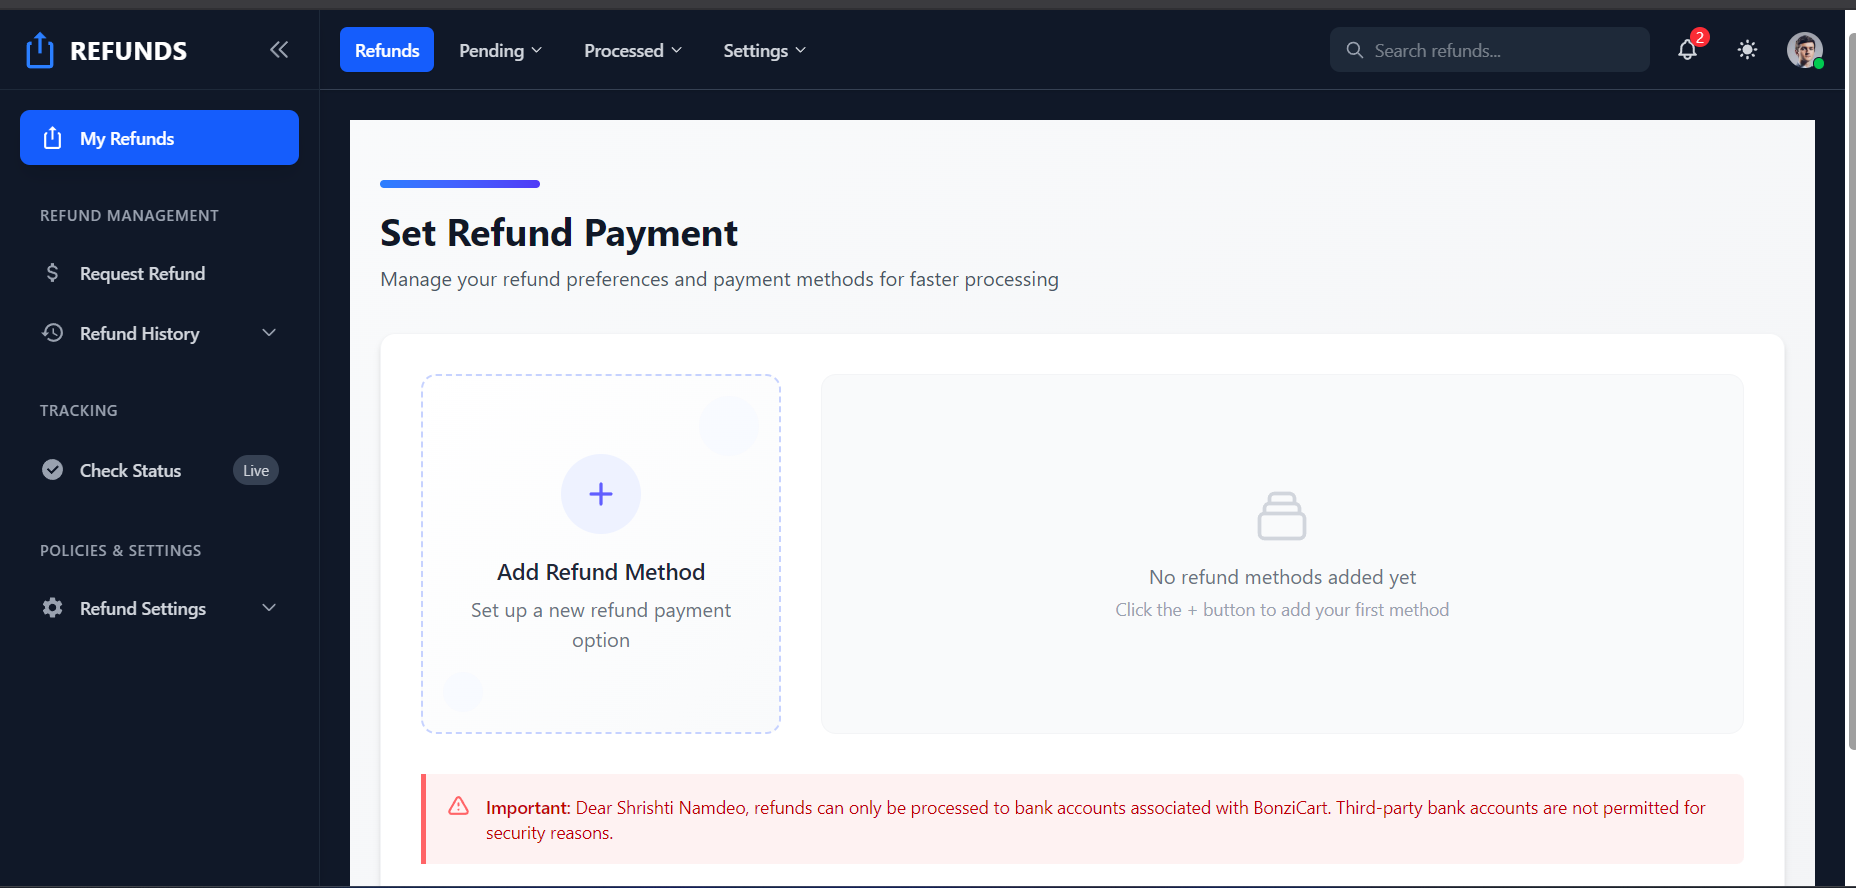 REFUNDS
Refunds
Pending
Processed
Settings
Search refunds...
2
My Refunds
REFUND MANAGEMENT
Request Refund
Refund History
TRACKING
Check Status
Live
POLICIES & SETTINGS
Refund Settings
Set Refund Payment
Manage your refund preferences and payment methods for faster processing
Add Refund Method
Set up a new refund payment
option
No refund methods added yet
Click the + button to add your first method
Important: Dear Shrishti Namdeo, refunds can only be processed to bank accounts associated with BonziCart. Third-party bank accounts are not permitted for
security reasons.